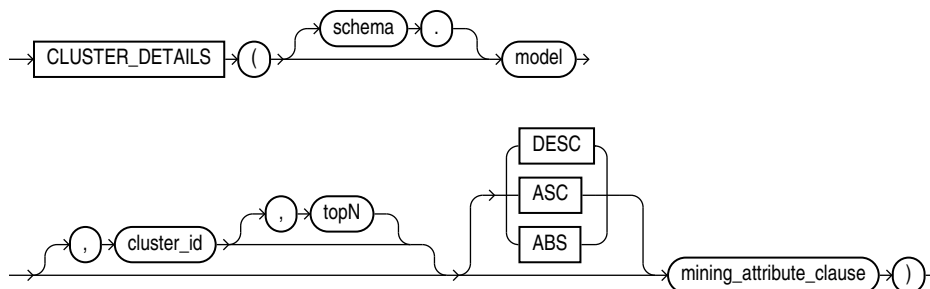 schema .
CLUSTER_DETAILS ( model
DESC
, topN ASC
, cluster_id ABS
mining_attribute_clause )